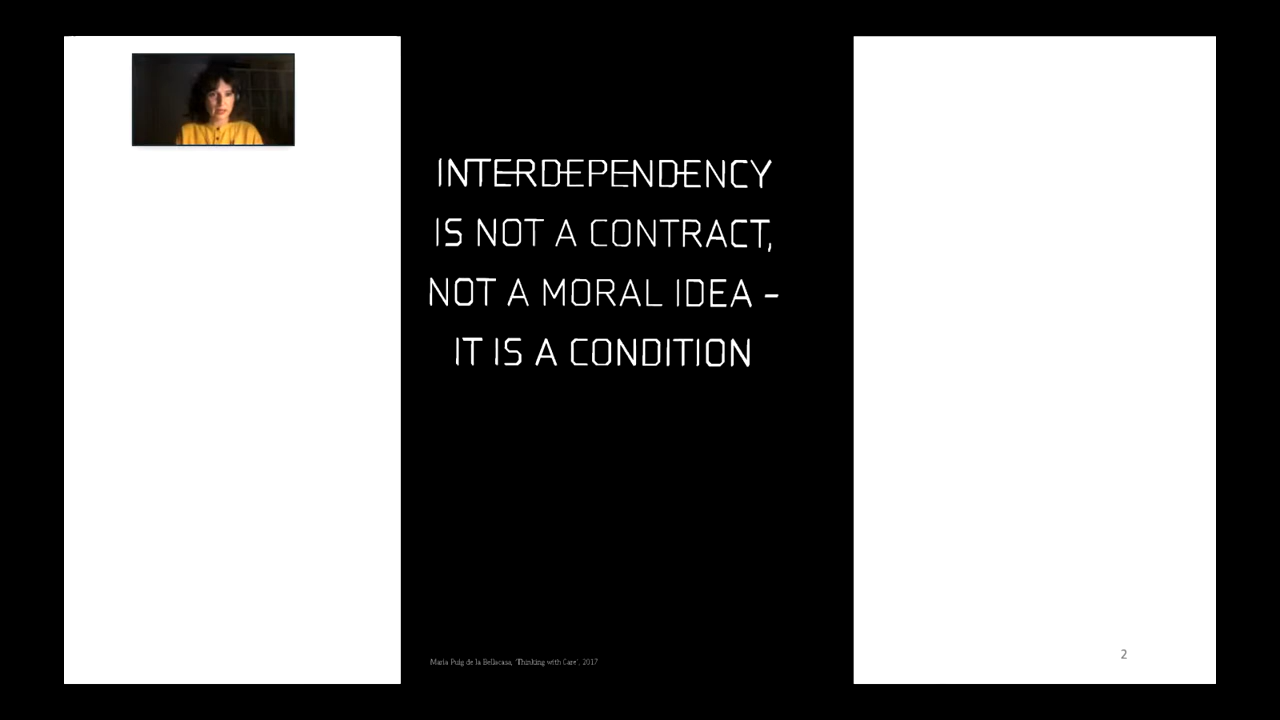 INTERDEPENDENCY
IS NOT A CONTRACT,
NOT A MORAL IDEA -
IT IS A CONDITION
Maria Puig de la Bellacasa, 'Thinking with Care', 2017
2